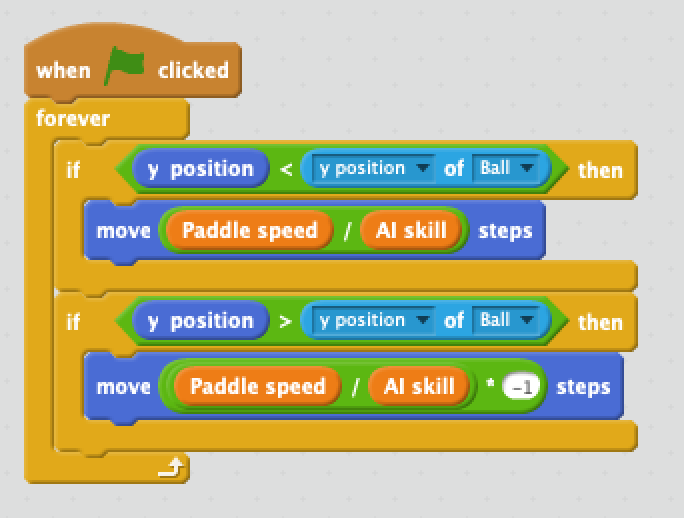 when clicked
forever
if y position < y position of Ball then
move Paddle speed / AI skill steps
if y position > y position of Ball then
move Paddle speed / AI skill * -1 steps